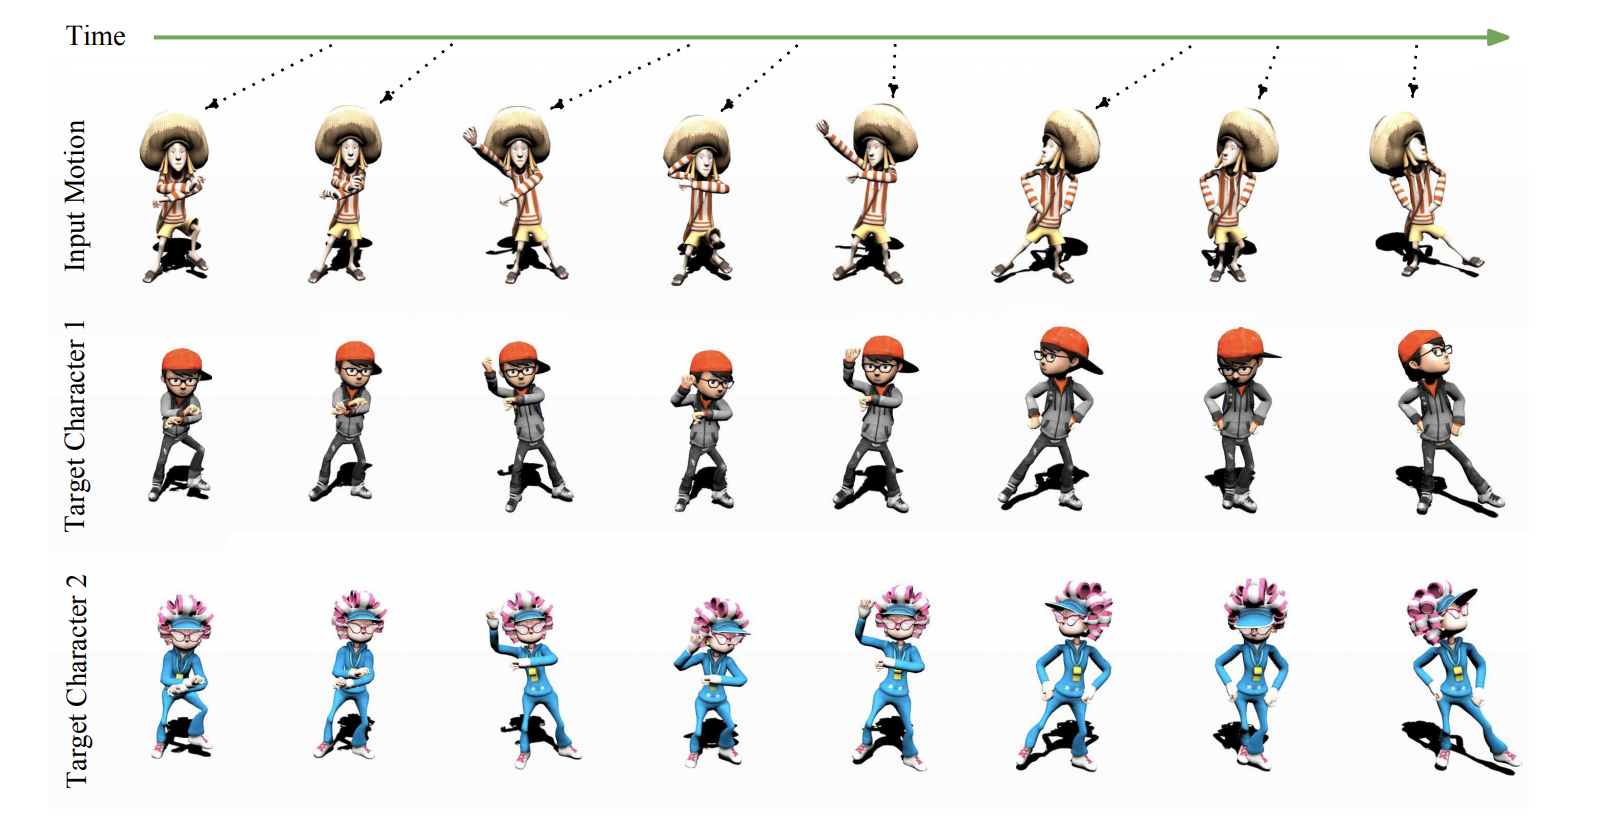 Time
Input Motion
Target Character 1
Target Character 2